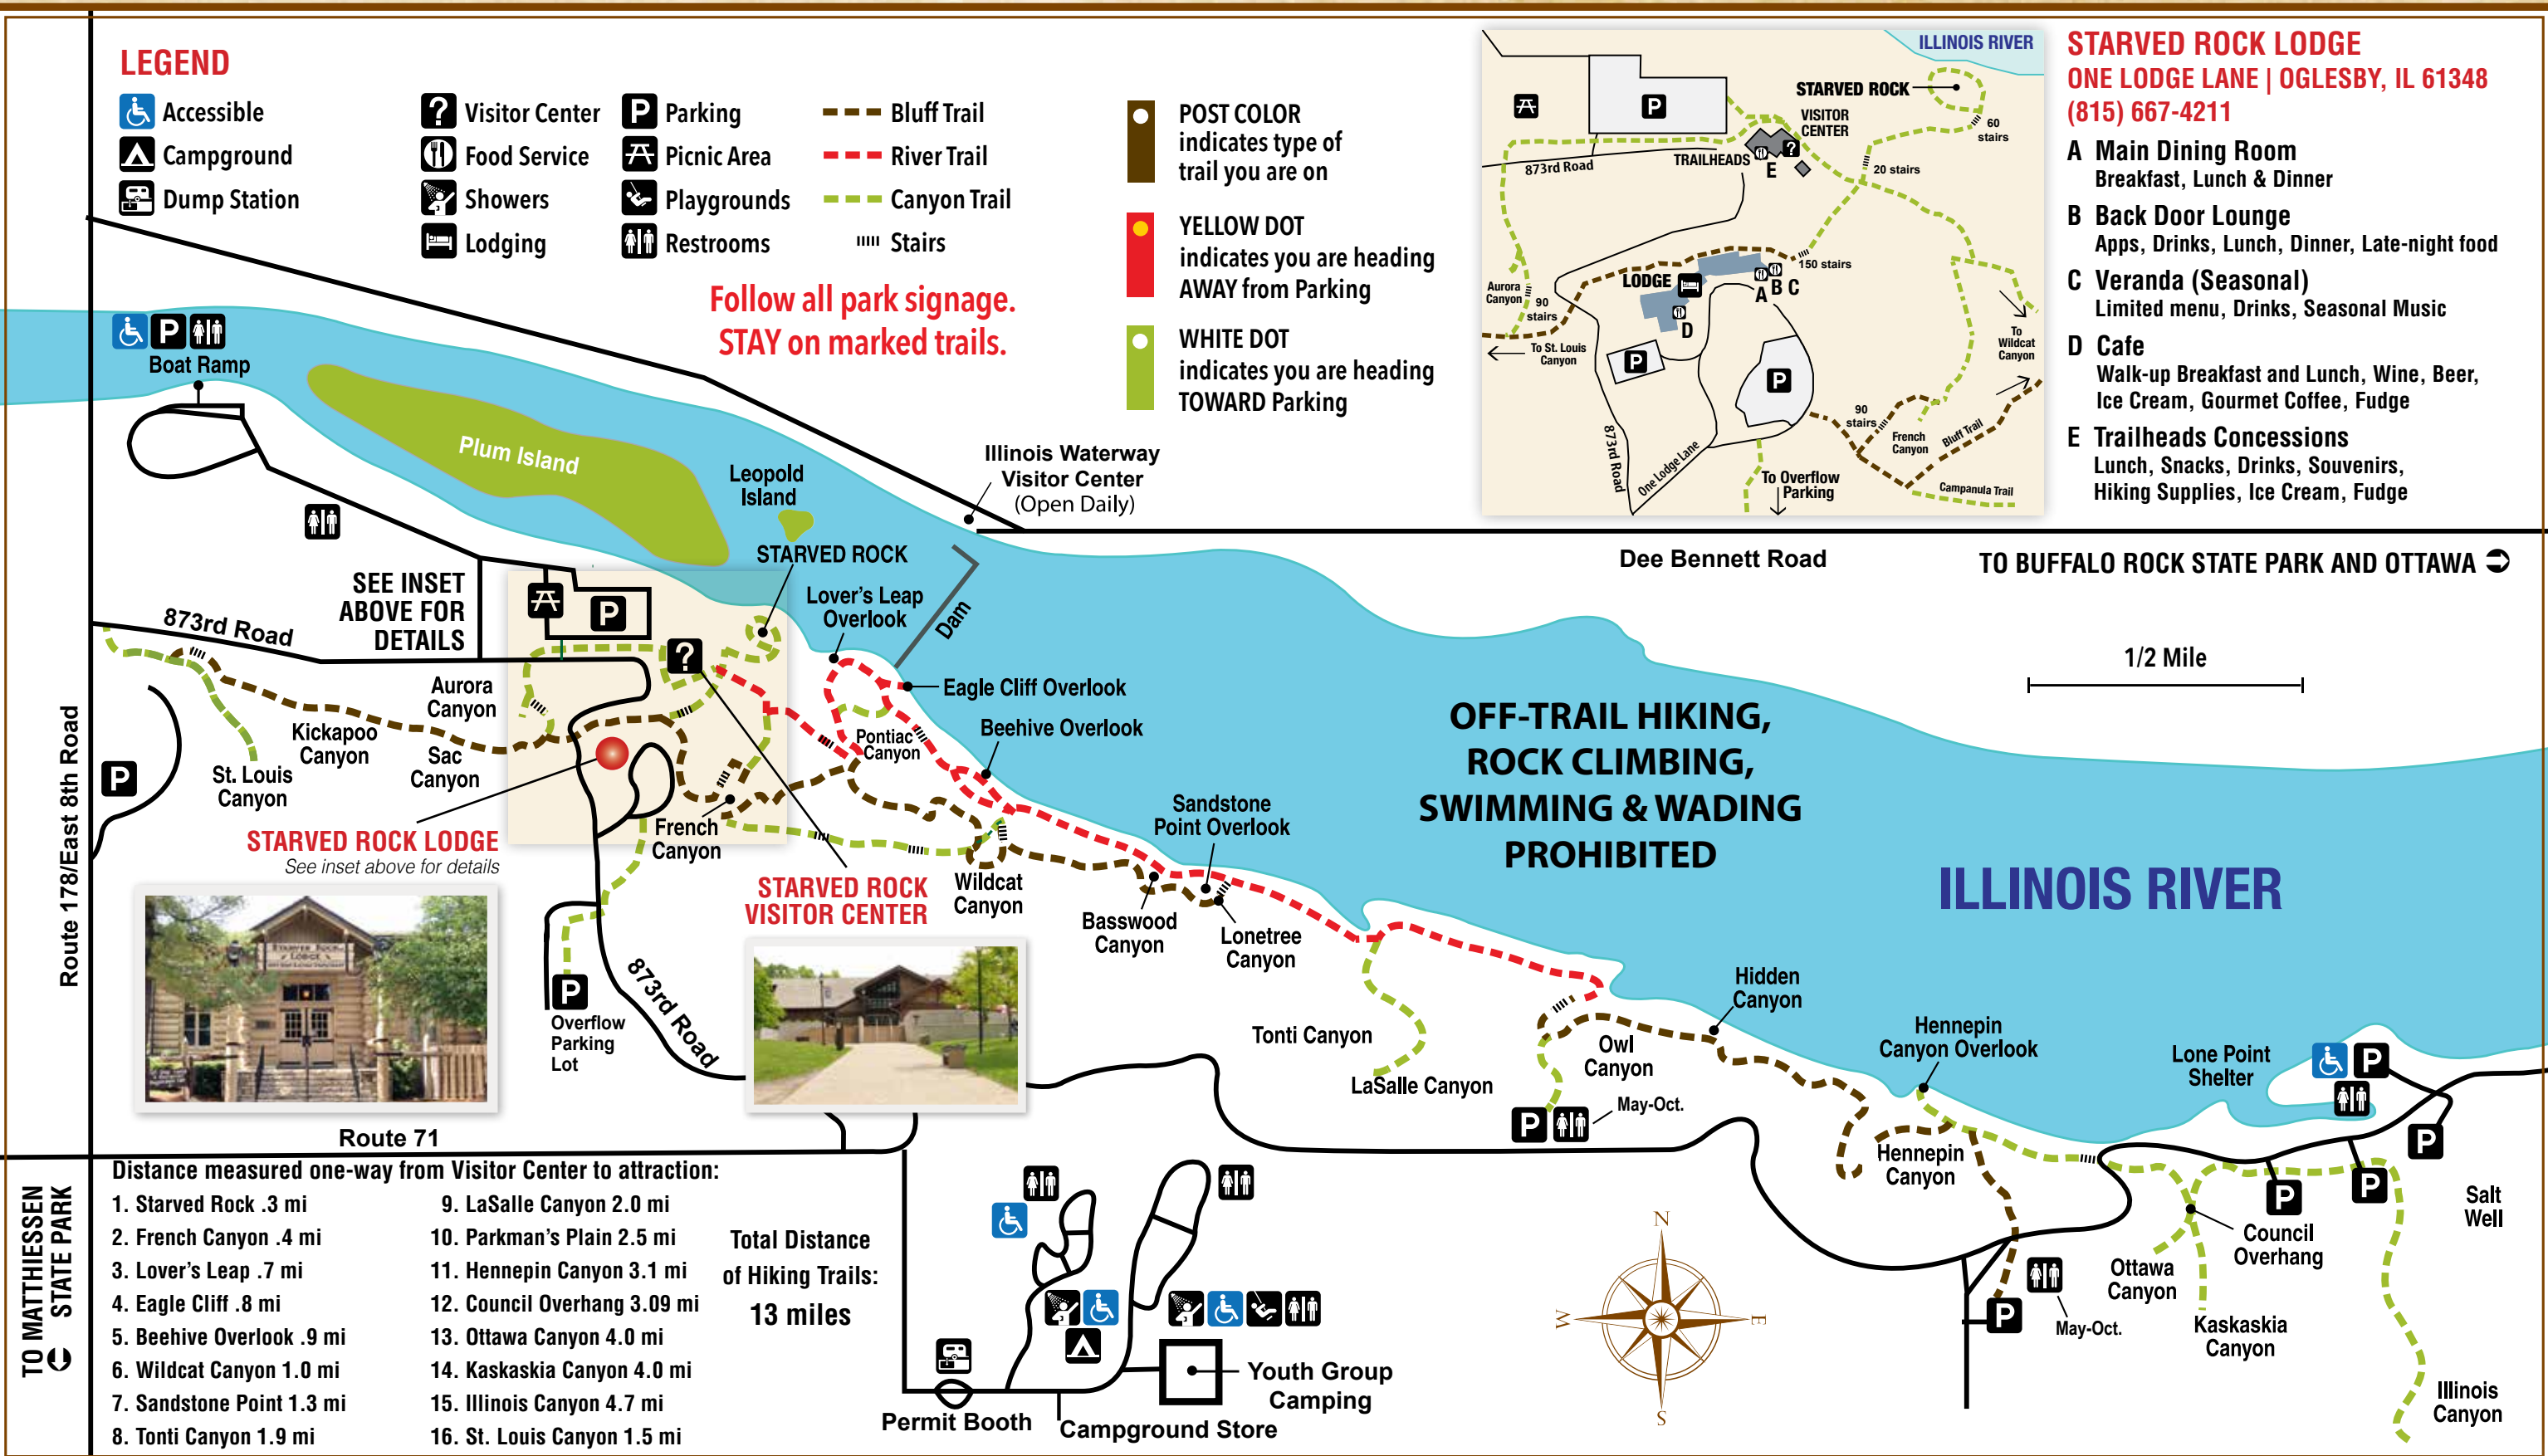 LEGEND
Accessible
Campground
Dump Station
Visitor Center
Food Service
Showers
Lodging
Parking
Picnic Area
Playgrounds
Restrooms
Bluff Trail
River Trail
Canyon Trail
Stairs
Follow all park signage.
STAY on marked trails.
POST COLOR
indicates type of
trail you are on
YELLOW DOT
indicates you are heading
AWAY from Parking
WHITE DOT
indicates you are heading
TOWARD Parking
ILLINOIS RIVER
STARVED ROCK
VISITOR
CENTER
60
stairs
TRAILHEADS
E
20 stairs
873rd Road
150 stairs
LODGE
A B C
D
Aurora
Canyon
90
stairs
To St. Louis
Canyon
To
Wildcat
Canyon
90
stairs
French
Canyon
Bluff Trail
Campanula Trail
873rd Road
One Lodge Lane
To Overflow
Parking
STARVED ROCK LODGE
ONE LODGE LANE | OGLESBY, IL 61348
(815) 667-4211
A Main Dining Room
Breakfast, Lunch & Dinner
B Back Door Lounge
Apps, Drinks, Lunch, Dinner, Late-night food
C Veranda (Seasonal)
Limited menu, Drinks, Seasonal Music
D Cafe
Walk-up Breakfast and Lunch, Wine, Beer,
Ice Cream, Gourmet Coffee, Fudge
E Trailheads Concessions
Lunch, Snacks, Drinks, Souvenirs,
Hiking Supplies, Ice Cream, Fudge
Boat Ramp
Plum Island
Leopold
Island
Illinois Waterway
Visitor Center
(Open Daily)
Dee Bennett Road
TO BUFFALO ROCK STATE PARK AND OTTAWA
1/2 Mile
SEE INSET
ABOVE FOR
DETAILS
STARVED ROCK
Lover's Leap
Overlook
Dam
873rd Road
Eagle Cliff Overlook
Beehive Overlook
Aurora
Canyon
Kickapoo
Canyon
Sac
Canyon
St. Louis
Canyon
Pontiac
Canyon
STARVED ROCK LODGE
See inset above for details
French
Canyon
STARVED ROCK
VISITOR CENTER
Wildcat
Canyon
Sandstone
Point Overlook
Basswood
Canyon
Lonetree
Canyon
OFF-TRAIL HIKING,
ROCK CLIMBING,
SWIMMING & WADING
PROHIBITED
ILLINOIS RIVER
Route 178/East 8th Road
STARVED ROCK
LODGE
Overflow
Parking
Lot
873rd Road
Tonti Canyon
LaSalle Canyon
Owl
Canyon
May-Oct.
Hidden
Canyon
Hennepin
Canyon Overlook
Lone Point
Shelter
Hennepin
Canyon
Salt
Well
Council
Overhang
Ottawa
Canyon
Kaskaskia
Canyon
May-Oct.
Illinois
Canyon
Route 71
TO MATTHIESSEN
STATE PARK
Distance measured one-way from Visitor Center to attraction:
1. Starved Rock .3 mi
2. French Canyon .4 mi
3. Lover's Leap .7 mi
4. Eagle Cliff .8 mi
5. Beehive Overlook .9 mi
6. Wildcat Canyon 1.0 mi
7. Sandstone Point 1.3 mi
8. Tonti Canyon 1.9 mi
9. LaSalle Canyon 2.0 mi
10. Parkman's Plain 2.5 mi
11. Hennepin Canyon 3.1 mi
12. Council Overhang 3.09 mi
13. Ottawa Canyon 4.0 mi
14. Kaskaskia Canyon 4.0 mi
15. Illinois Canyon 4.7 mi
16. St. Louis Canyon 1.5 mi
Total Distance
of Hiking Trails:
13 miles
Permit Booth
Campground Store
Youth Group
Camping
N
W
E
S